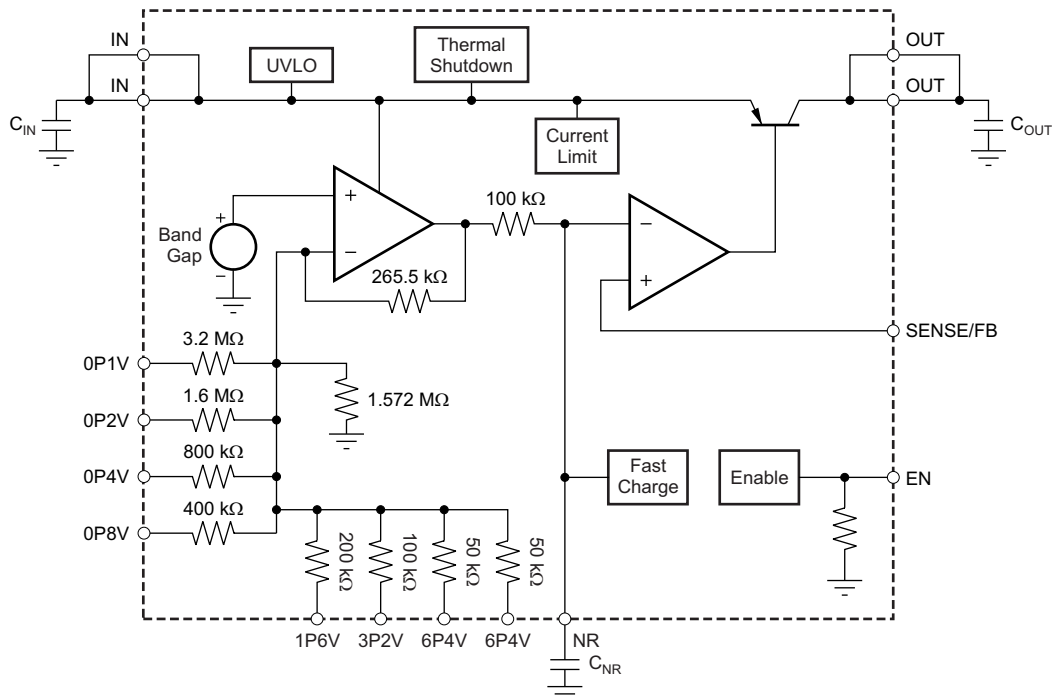 IN
OUT
IN
OUT
UVLO
Thermal
Shutdown
Current
Limit
C_IN
C_OUT
+
−
Band
Gap
+
−
100 kΩ
265.5 kΩ
−
+
SENSE/FB
0P1V
3.2 MΩ
1.572 MΩ
0P2V
1.6 MΩ
0P4V
800 kΩ
0P8V
400 kΩ
Fast
Charge
Enable
EN
200 kΩ
100 kΩ
50 kΩ
50 kΩ
1P6V
3P2V
6P4V
6P4V
NR
C_NR